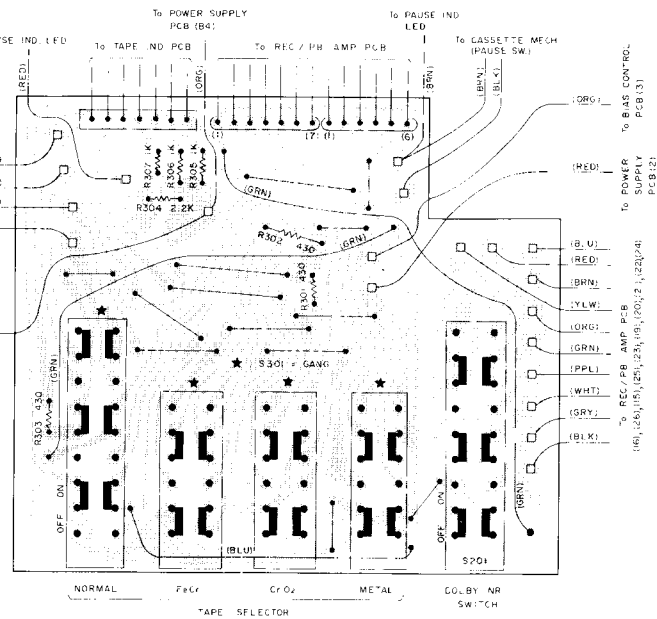 To POWER SUPPLY
PCB (B4)
To PAUSE IND
LED
SE IND. LED
To TAPE IND PCB
To REC / PB AMP PCB
To CASSETTE MECH
(PAUSE SW.)
(RED)
(ORG)
(BRN)
(BRN)
(BLK)
(ORG)
To BIAS CONTROL
PCB(3)
(1)
(7)
(1)
(6)
R307 1K
R306 1K
R305 1K
R304 2.2K
(GRN)
(RED)
To POWER SUPPLY
PCB(2)
R302 430
(GRN)
R301 430
(BLU)
(RED)
(BRN)
(YLW)
(ORG)
(GRN)
(PPL)
(WHT)
(GRY)
(BLK)
To REC/PB AMP PCB
(GRN)
R303 430
★ S301 = GANG
ON
OFF
(BLU)
ON
OFF
(GRN)
S201
NORMAL
FeCr
CrO2
METAL
DOLBY NR
SWITCH
TAPE SELECTOR